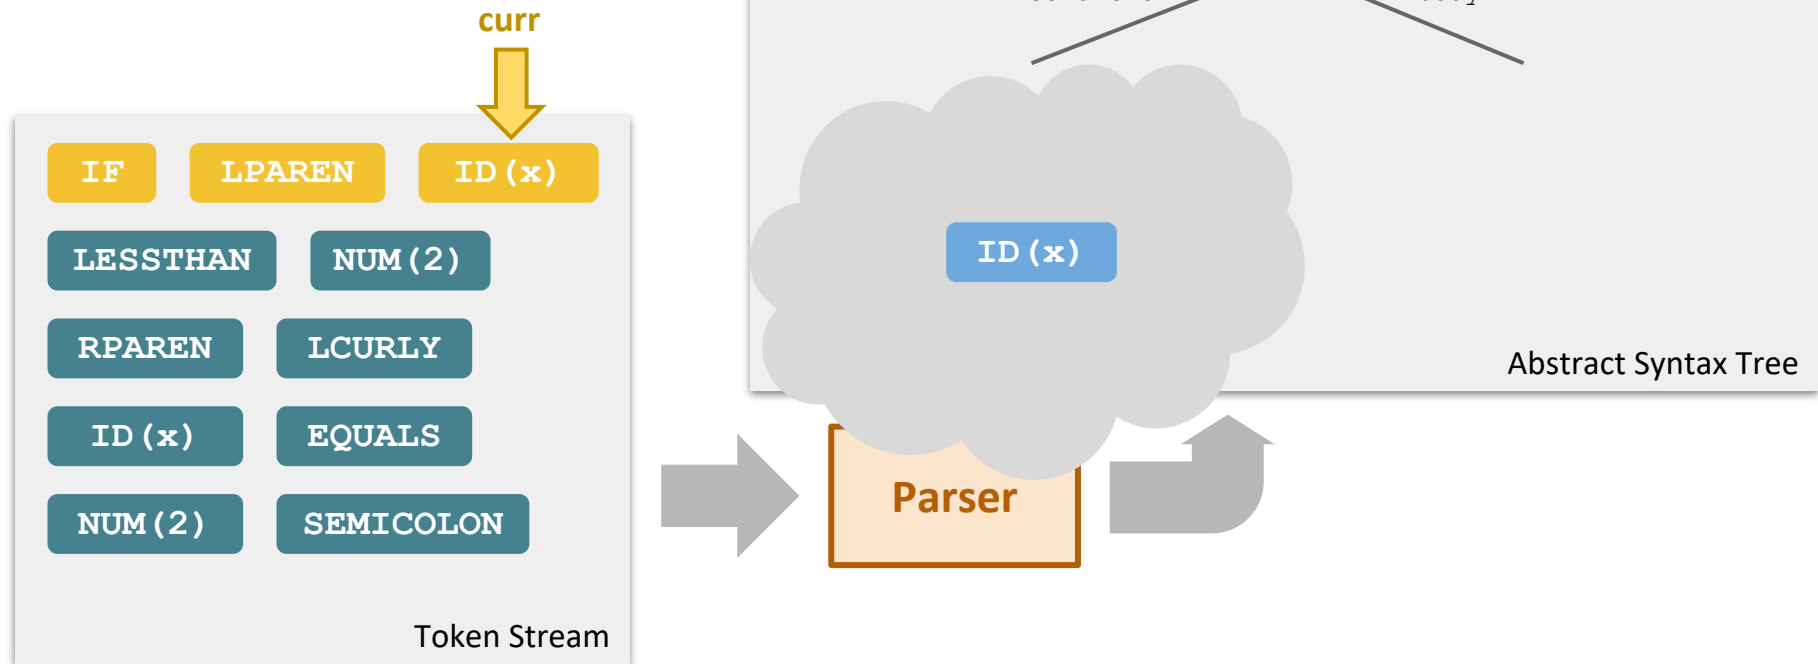 curr
IF LPAREN ID(x)
LESSTHAN NUM(2)
RPAREN LCURLY
ID(x) EQUALS
NUM(2) SEMICOLON
Token Stream
ID(x)
Abstract Syntax Tree
Parser